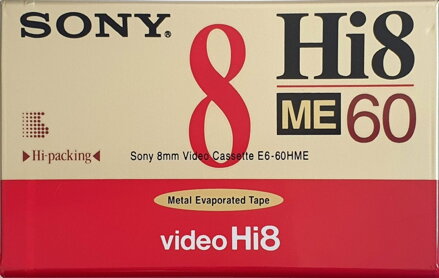 SONY.
8
Hi8
ME 60
Hi-packing
Sony 8mm Video Cassette E6-60HME
Metal Evaporated Tape
video Hi8